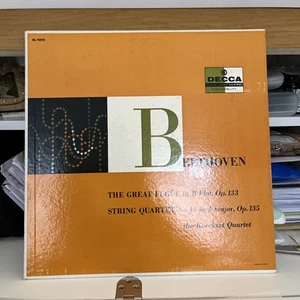 DECCA
BEETHOVEN
THE GREAT FUGUE in B Flat, Op. 133
STRING QUARTET No. 16 in F major, Op. 135
the Koeckert Quartet